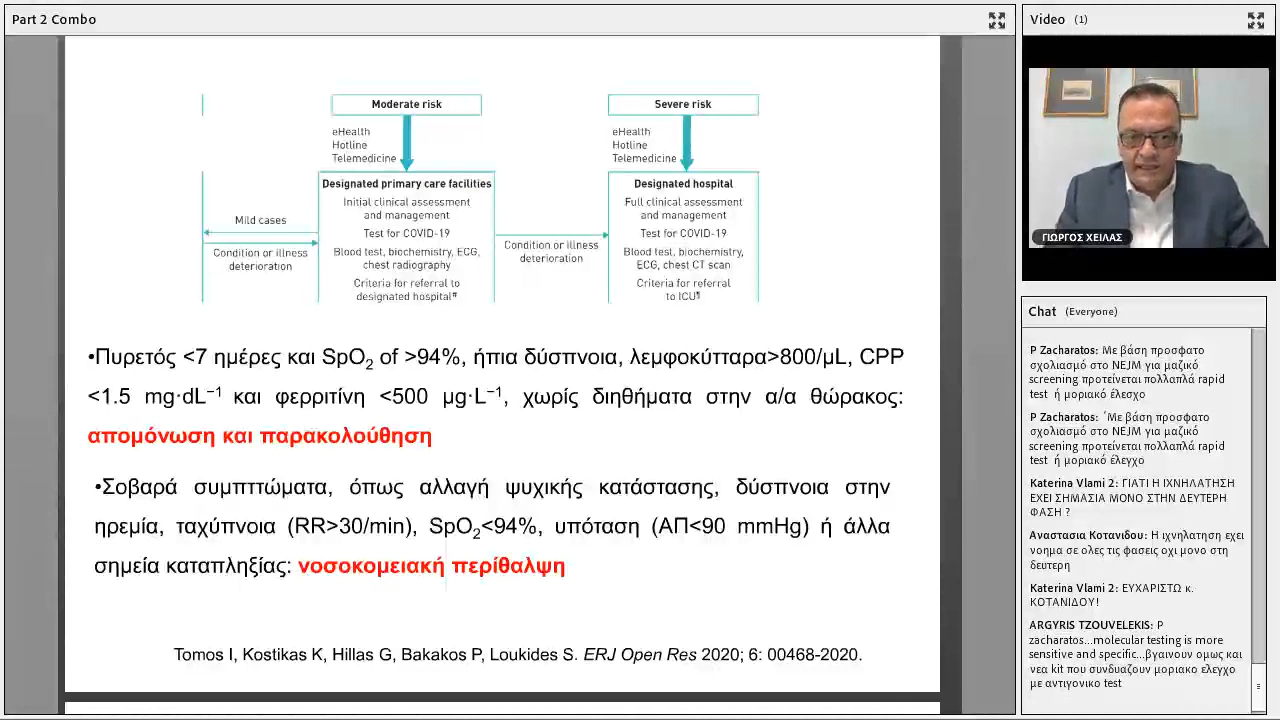 Part 2 Combo
Moderate risk
Severe risk
eHealth
Hotline
Telemedicine
eHealth
Hotline
Telemedicine
Designated primary care facilities
Initial clinical assessment
and management
Test for COVID-19
Blood test, biochemistry, ECG,
chest radiography
Criteria for referral to
designated hospital#
Designated hospital
Full clinical assessment
and management
Test for COVID-19
Blood test, biochemistry,
ECG, chest CT scan
Criteria for referral
to ICU¶
Mild cases
Condition or illness
deterioration
Condition or illness
deterioration
•Πυρετός <7 ημέρες και SpO₂ of >94%, ήπια δύσπνοια, λεμφοκύτταρα>800/μL, CPP
<1.5 mg·dL⁻¹ και φερριτίνη <500 μg·L⁻¹, χωρίς διηθήματα στην α/α θώρακος:
απομόνωση και παρακολούθηση
•Σοβαρά συμπτώματα, όπως αλλαγή ψυχικής κατάστασης, δύσπνοια στην
ηρεμία, ταχύπνοια (RR>30/min), SpO₂<94%, υπόταση (ΑΠ<90 mmHg) ή άλλα
σημεία καταπληξίας: νοσοκομειακή περίθαλψη
Tomos I, Kostikas K, Hillas G, Bakakos P, Loukides S. ERJ Open Res 2020; 6: 00468-2020.
Video (1)
ΓΙΩΡΓΟΣ ΧΕΙΛΑΣ
Chat (Everyone)
P Zacharatos: Με βάση προσφατο
σχολιασμό στο NEJM για μαζικό
screening προτείνεται πολλαπλά rapid
test ή μοριακό έλεσχο
P Zacharatos: ΄Με βάση προσφατο
σχολιασμό στο NEJM για μαζικό
screening προτείνεται πολλαπλά rapid
test ή μοριακό έλεγχο
Katerina Vlami 2: ΓΙΑΤΙ Η ΙΧΝΗΛΑΤΗΣΗ
ΕΧΕΙ ΣΗΜΑΣΙΑ ΜΟΝΟ ΣΤΗΝ ΔΕΥΤΕΡΗ
ΦΑΣΗ ?
Αναστασια Κοτανιδου: Η ιχνηλατηση εχει
νοημα σε ολες τις φασεις οχι μονο στη
δευτερη
Katerina Vlami 2: ΕΥΧΑΡΙΣΤΩ κ.
ΚΟΤΑΝΙΔΟΥ!
ARGYRIS TZOUVELEKIS: P
zacharatos...molecular testing is more
sensitive and specific...βγαινουν ομως και
νεα kit που συνδυαζουν μοριακο ελεγχο
με αντιγονικο test